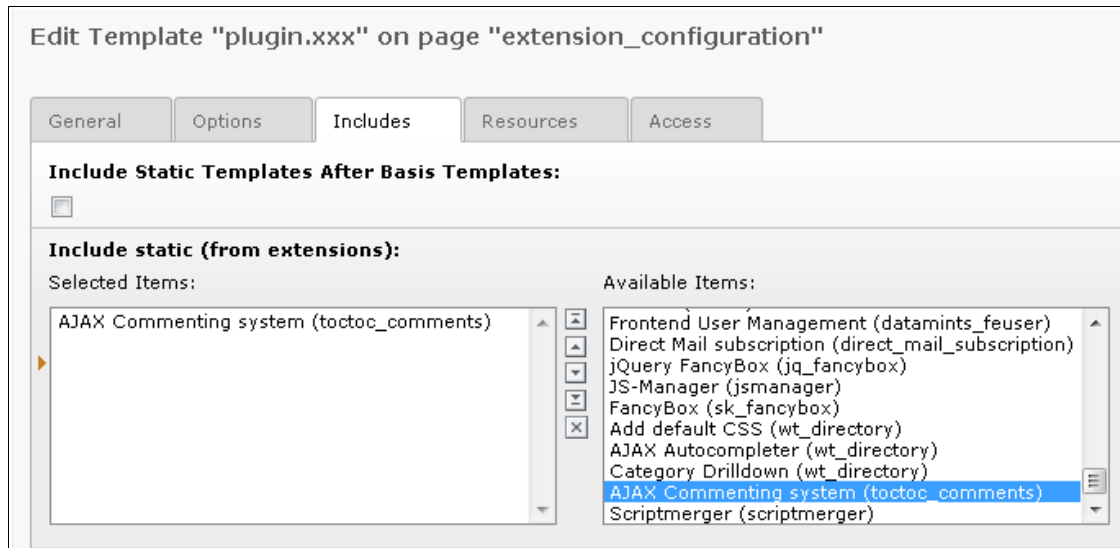 Edit Template "plugin.xxx" on page "extension_configuration"
General Options Includes Resources Access
Include Static Templates After Basis Templates:
Include static (from extensions):
Selected Items:
AJAX Commenting system (toctoc_comments)
Available Items:
Frontend User Management (datamints_feuser)
Direct Mail subscription (direct_mail_subscription)
jQuery FancyBox (jq_fancybox)
JS-Manager (jsmanager)
FancyBox (sk_fancybox)
Add default CSS (wt_directory)
AJAX Autocompleter (wt_directory)
Category Drilldown (wt_directory)
AJAX Commenting system (toctoc_comments)
Scriptmerger (scriptmerger)